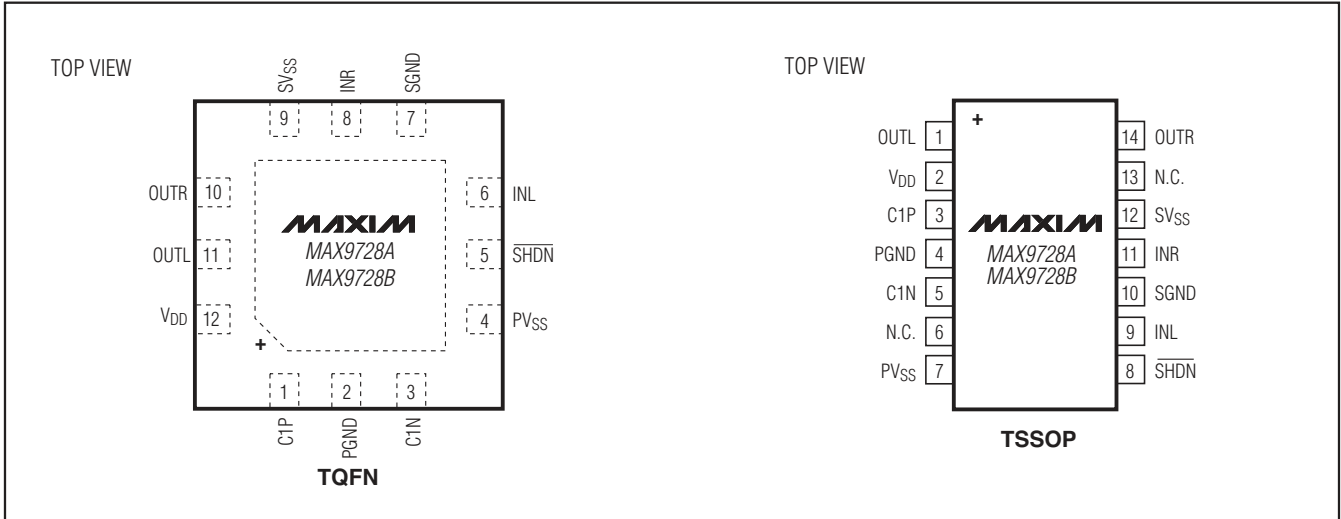 TOP VIEW
SVSS
INR
SGND
9
8
7
OUTR 10
OUTL 11
VDD 12
6 INL
5 SHDN
4 PVSS
MAXIM
MAX9728A
MAX9728B
+
1
2
3
C1P
PGND
C1N
TQFN
TOP VIEW
+
OUTL 1
VDD 2
C1P 3
PGND 4
C1N 5
N.C. 6
PVSS 7
MAXIM
MAX9728A
MAX9728B
14 OUTR
13 N.C.
12 SVSS
11 INR
10 SGND
9 INL
8 SHDN
TSSOP